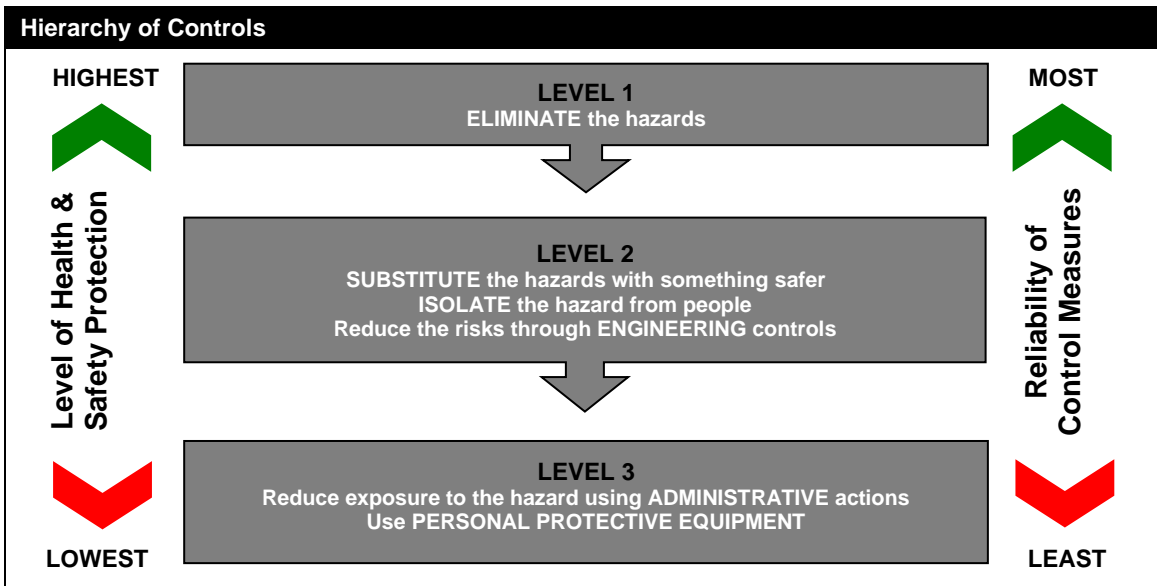 Hierarchy of Controls
HIGHEST
LEVEL 1
ELIMINATE the hazards
MOST
Level of Health &
Safety Protection
LEVEL 2
SUBSTITUTE the hazards with something safer
ISOLATE the hazard from people
Reduce the risks through ENGINEERING controls
Reliability of
Control Measures
LEVEL 3
Reduce exposure to the hazard using ADMINISTRATIVE actions
Use PERSONAL PROTECTIVE EQUIPMENT
LOWEST
LEAST